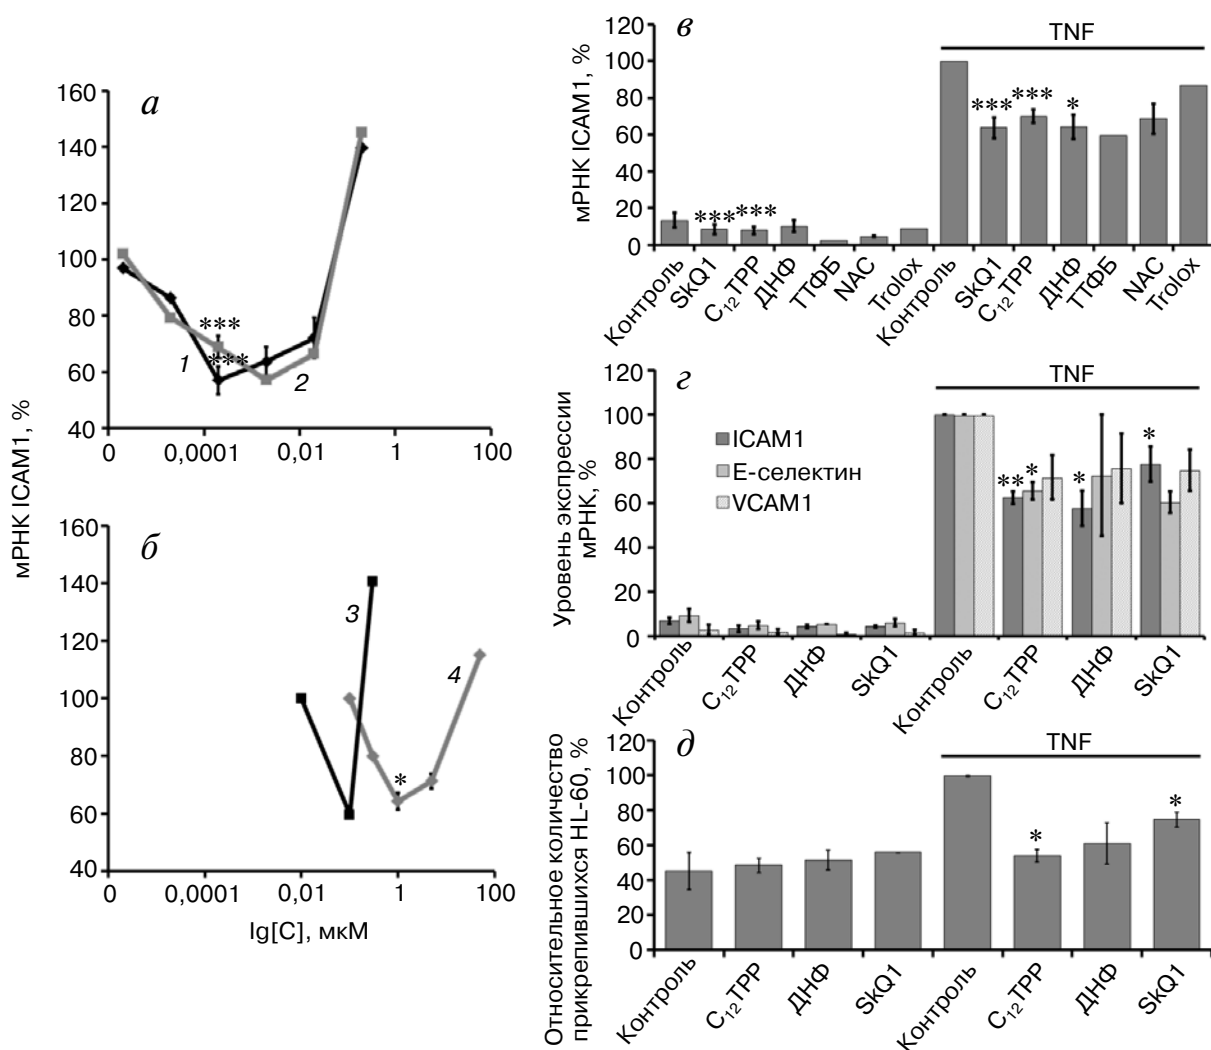 мРНК ICAM1, %
а
160
140
120
100
80
60
40
***
***
1
2
0 0,0001 0,01 1 100
б
160
140
120
100
80
60
40
3
4
*
0 0,0001 0,01 1 100
lg[C], мкМ
в
мРНК ICAM1, %
120
100
80
60
40
20
0
TNF
*** *** *** *** *
Контроль SkQ1 C₁₂TPP ДНФ ТТФБ NAC Trolox Контроль SkQ1 C₁₂TPP ДНФ ТТФБ NAC Trolox
г
Уровень экспрессии
мРНК, %
120
100
80
60
40
20
0
TNF
ICAM1
Е-селектин
VCAM1
** * * *
Контроль C₁₂TPP ДНФ SkQ1 Контроль C₁₂TPP ДНФ SkQ1
д
Относительное количество
прикрепившихся HL-60, %
120
100
80
60
40
20
0
TNF
* *
Контроль C₁₂TPP ДНФ SkQ1 Контроль C₁₂TPP ДНФ SkQ1